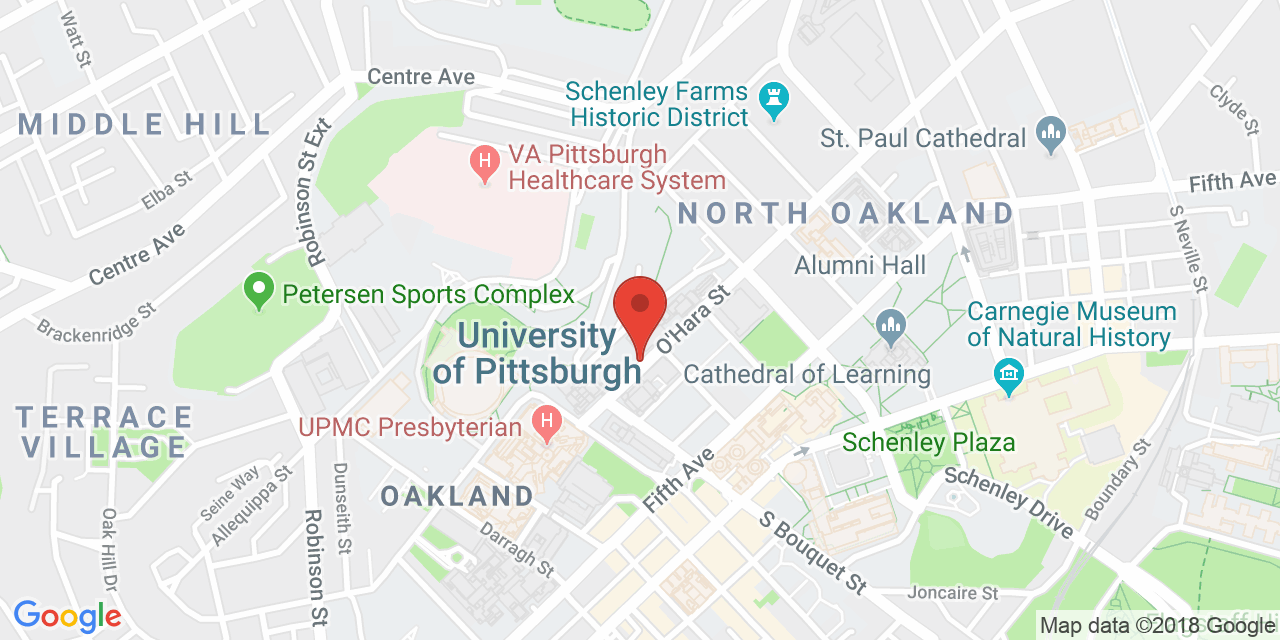 Watt St
Centre Ave
Schenley Farms
Historic District
Clyde St
MIDDLE HILL
St. Paul Cathedral
VA Pittsburgh
Healthcare System
Elba St
Robinson St Ext
Fifth Ave
NORTH OAKLAND
Centre Ave
S Neville St
Alumni Hall
Petersen Sports Complex
Brackenridge St
O'Hara St
Carnegie Museum
of Natural History
University
of Pittsburgh
Cathedral of Learning
TERRACE
VILLAGE
UPMC Presbyterian
Schenley Plaza
Seine Way
Allequippa St
Dunseith St
OAKLAND
Fifth Ave
Schenley Drive
Boundary St
Oak Hill Dr
Robinson St
Darragh St
S Bouquet St
Joncaire St
Google
Map data ©2018 Google